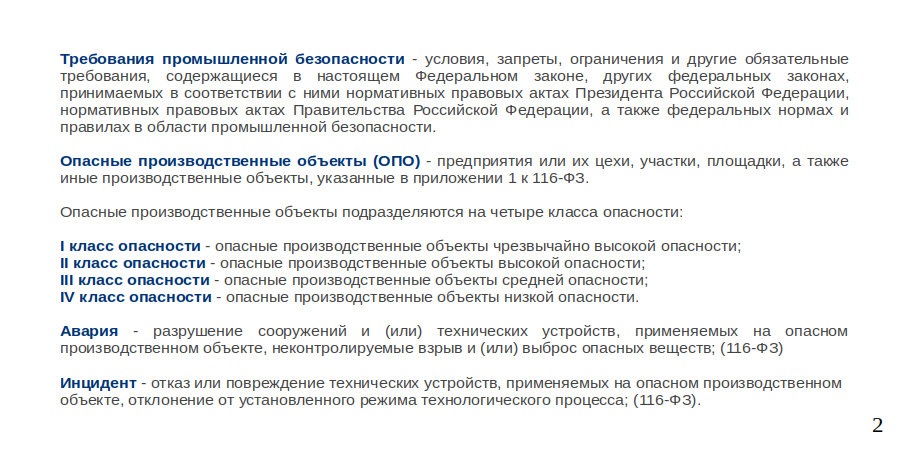 Требования промышленной безопасности - условия, запреты, ограничения и другие обязательные
требования, содержащиеся в настоящем Федеральном законе, других федеральных законах,
принимаемых в соответствии с ними нормативных правовых актах Президента Российской Федерации,
нормативных правовых актах Правительства Российской Федерации, а также федеральных нормах и
правилах в области промышленной безопасности.
Опасные производственные объекты (ОПО) - предприятия или их цехи, участки, площадки, а также
иные производственные объекты, указанные в приложении 1 к 116-ФЗ.
Опасные производственные объекты подразделяются на четыре класса опасности:
I класс опасности - опасные производственные объекты чрезвычайно высокой опасности;
II класс опасности - опасные производственные объекты высокой опасности;
III класс опасности - опасные производственные объекты средней опасности;
IV класс опасности - опасные производственные объекты низкой опасности.
Авария - разрушение сооружений и (или) технических устройств, применяемых на опасном
производственном объекте, неконтролируемые взрыв и (или) выброс опасных веществ; (116-ФЗ)
Инцидент - отказ или повреждение технических устройств, применяемых на опасном производственном
объекте, отклонение от установленного режима технологического процесса; (116-ФЗ).
2